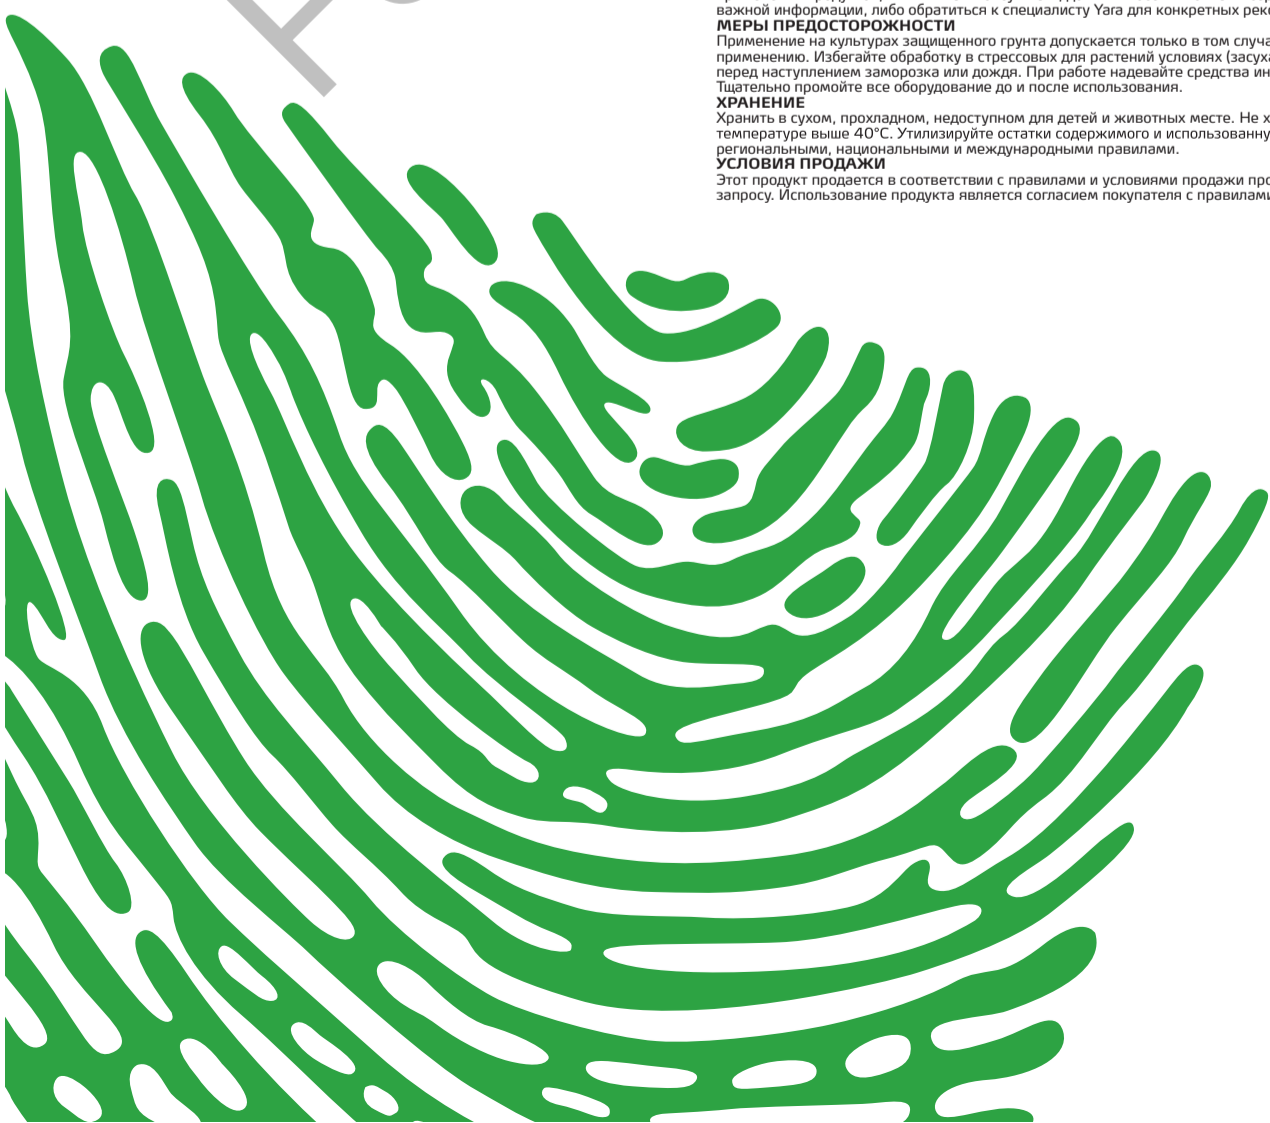 важной информации, либо обратиться к специалисту Yara для конкретных
МЕРЫ ПРЕДОСТОРОЖНОСТИ
Применение на культурах защищенного грунта допускается только в том
применению. Избегайте обработку в стрессовых для растений условиях
перед наступлением заморозка или дождя. При работе надевайте средства
Тщательно промойте все оборудование до и после использования.
ХРАНЕНИЕ
Хранить в сухом, прохладном, недоступном для детей и животных месте. Не
температуре выше 40°C. Утилизируйте остатки содержимого и
региональными, национальными и международными правилами.
УСЛОВИЯ ПРОДАЖИ
Этот продукт продается в соответствии с правилами и условиями продажи
запросу. Использование продукта является согласием покупателя с